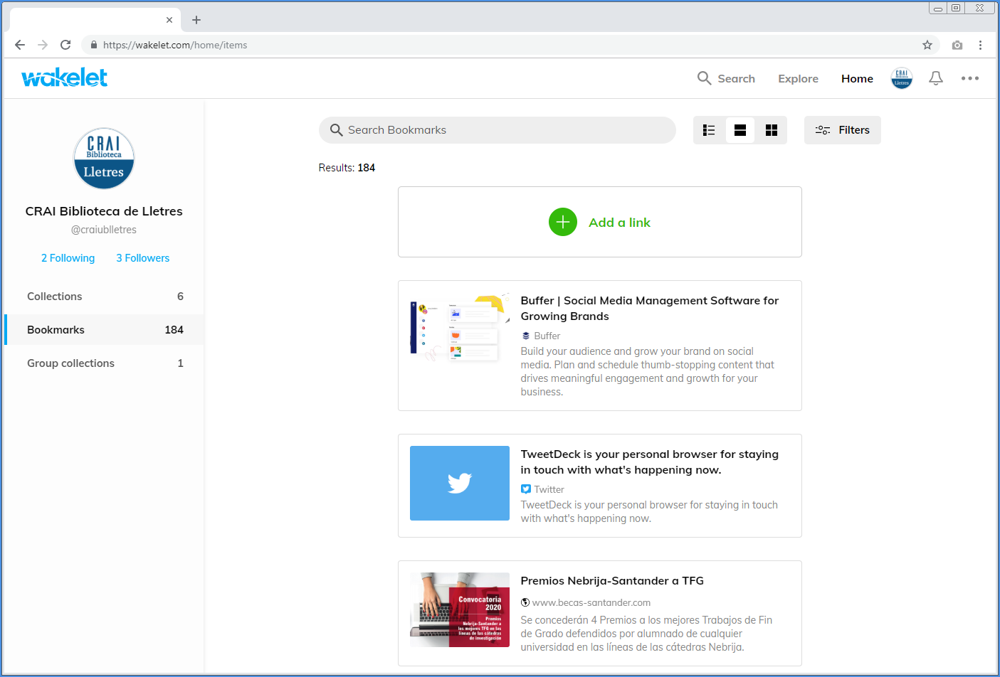 https://wakelet.com/home/items
wakelet
Search
Explore
Home
CRAI
Lletres
CRAI
Biblioteca
Lletres
CRAI Biblioteca de Lletres
@craiublletres
2 Following
3 Followers
Collections 6
Bookmarks 184
Group collections 1
Search Bookmarks
Filters
Results: 184
Add a link
Buffer | Social Media Management Software for
Growing Brands
Buffer
Build your audience and grow your brand on social
media. Plan and schedule thumb-stopping content that
drives meaningful engagement and growth for your
business.
TweetDeck is your personal browser for staying
in touch with what's happening now.
Twitter
TweetDeck is your personal browser for staying in touch
with what's happening now.
Convocatoria
2020
Premios
Nebrija-Santander a
los mejores TFG en las
líneas de las cátedras
de investigación
Premios Nebrija-Santander a TFG
www.becas-santander.com
Se concederán 4 Premios a los mejores Trabajos de Fin
de Grado defendidos por alumnado de cualquier
universidad en las líneas de las cátedras Nebrija.